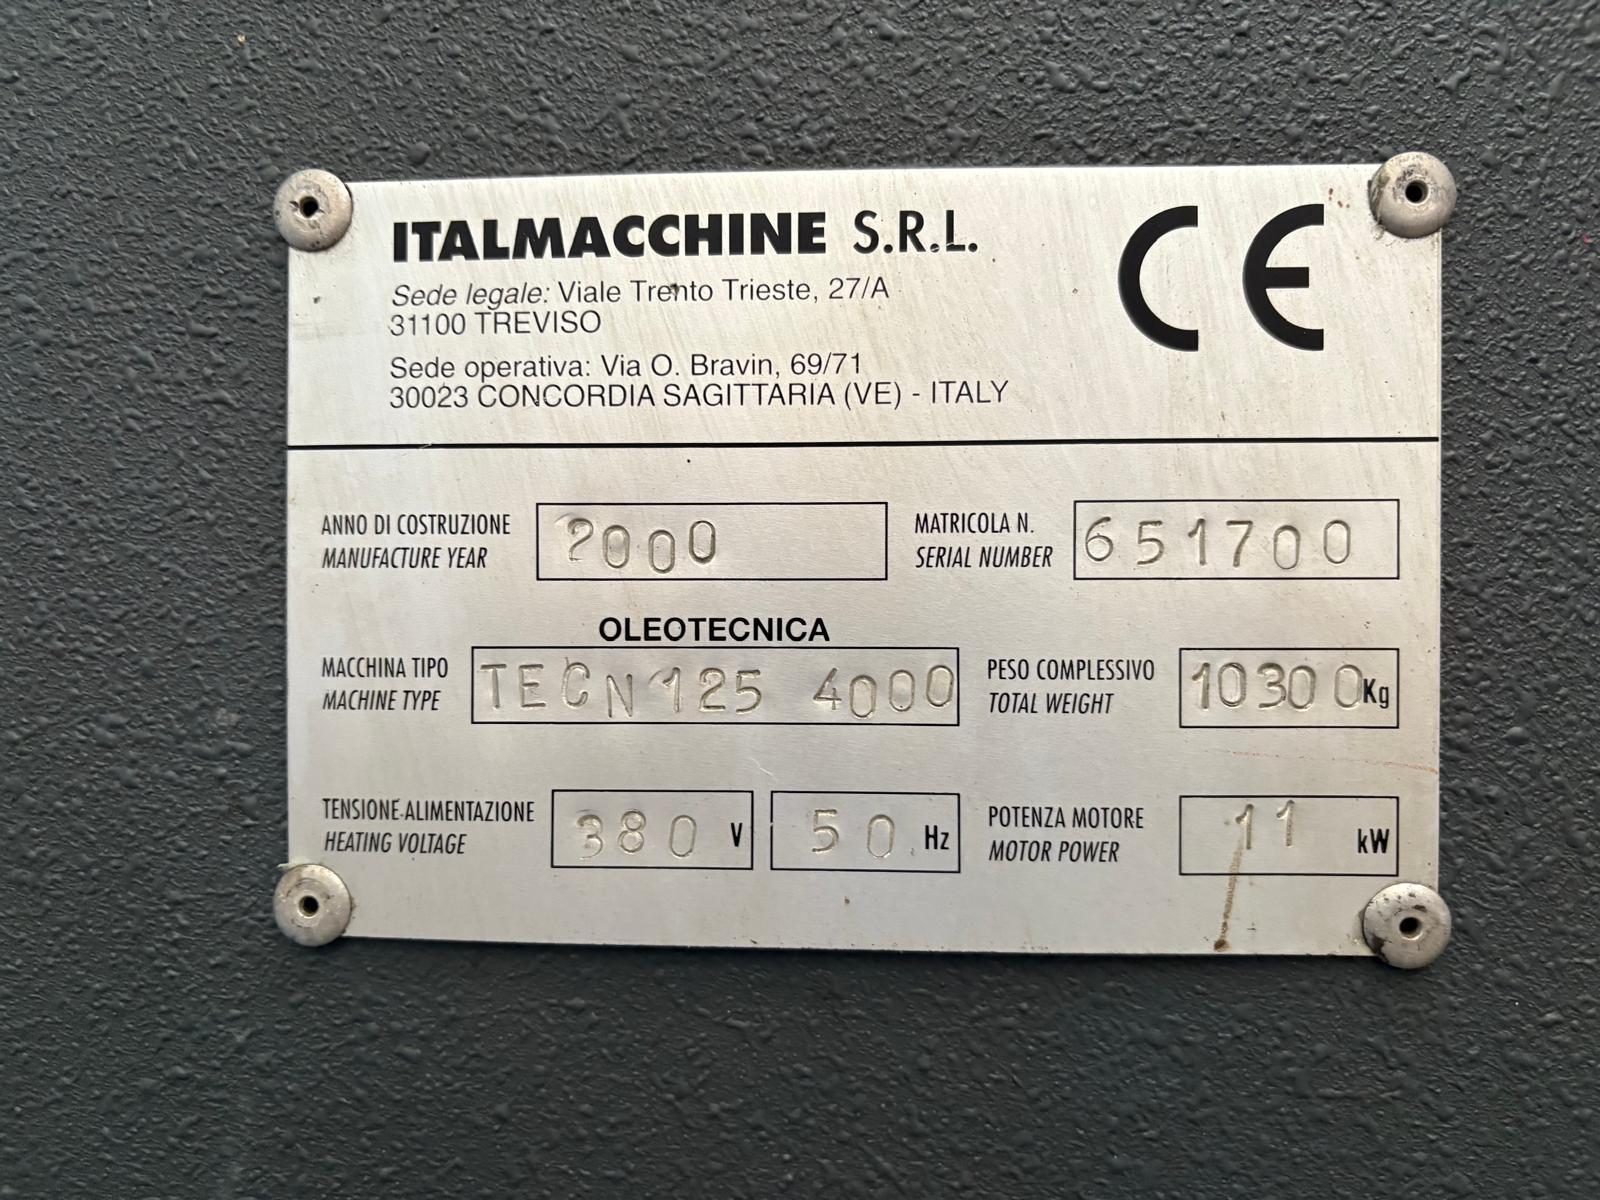 ITALMACCHINE S.R.L.
CE
Sede legale: Viale Trento Trieste, 27/A
31100 TREVISO
Sede operativa: Via O. Bravin, 69/71
30023 CONCORDIA SAGITTARIA (VE) - ITALY
ANNO DI COSTRUZIONE
MANUFACTURE YEAR
2000
MATRICOLA N.
SERIAL NUMBER
651700
OLEOTECNICA
MACCHINA TIPO
MACHINE TYPE
TECN125 4000
PESO COMPLESSIVO
TOTAL WEIGHT
10300 Kg
TENSIONE ALIMENTAZIONE
HEATING VOLTAGE
380 V
50 Hz
POTENZA MOTORE
MOTOR POWER
11 kW